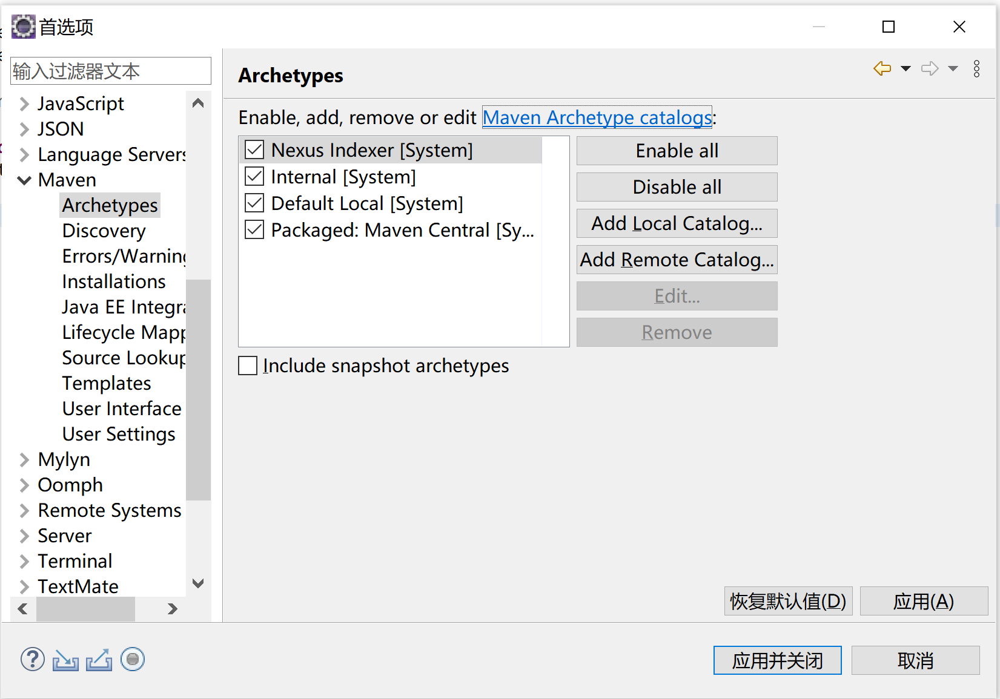 首选项
输入过滤器文本
JavaScript
JSON
Language Servers
Maven
Archetypes
Discovery
Errors/Warning
Installations
Java EE Integra
Lifecycle Mapp
Source Lookup
Templates
User Interface
User Settings
Mylyn
Oomph
Remote Systems
Server
Terminal
TextMate
Archetypes
Enable, add, remove or edit Maven Archetype catalogs:
Nexus Indexer [System]
Internal [System]
Default Local [System]
Packaged: Maven Central [Sy...
Enable all
Disable all
Add Local Catalog...
Add Remote Catalog...
Edit...
Remove
Include snapshot archetypes
恢复默认值(D)
应用(A)
应用并关闭
取消